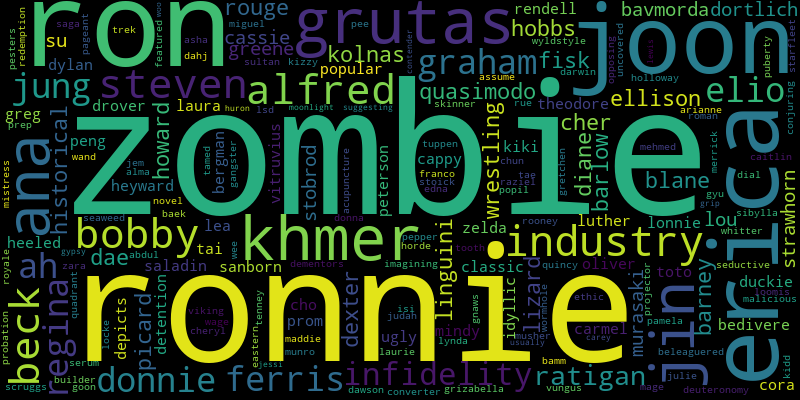 ron
rouge
grutas
joon
rendell
bavmorda
dortlich
hobbs
cassie
greene
kolnas
graham
fisk
su
dylan
popular
jung
steven
alfred
quasimodo
ellison
elio
zombie
ana
historical
howard
laura
drover
greg
prep
peng
wand
heyward
bergman
vitruvius
stobrod
peterson
cappy
wrestling
kiki
cher
diane
barlow
theodore
blane
erica
strawhorn
heeled
bobby
khmer
industry
luther
lonnie
lou
zelda
classic
linguini
ah
dae
tai
lea
saladin
sanborn
lizard
idyllic
oliver
toto
barney
duckie
bedivere
ronnie
beck
regina
picard
detention
depicts
cho
prom
dexter
ugly
mindy
carmel
murasaki
jin
donnie
ferris
infidelity
ratigan
cora
saga
trek
pageant
featured
woo
asha
dahj
miguel
sultan
kizzy
lsd
moonlight
suggesting
skinner
rue
assume
darwin
wyldstyle
pee
contender
opposing
uncovered
holloway
puberty
starfleet
conjuring
arianne
roman
merrick
caitlin
dial
gyu
grip
sibylla
whitter
seductive
loomis
malicious
kidd
pesters
redemption
mistress
royale
probation
scruggs
goon
builder
serum
gypsy
zara
quadrant
locke
abdul
seaweed
baek
novel
jem
alma
huron
tamed
gangster
acupuncture
donna
franco
stoick
edna
tuppen
chun
tae
raziel
popil
gretchen
mehmed
rooney
pepper
horde
imagining
dementors
tooth
wee
viking
wage
cheryl
eastern
tenney
jessi
maddie
munro
isi
judah
laurie
lynda
dawson
converter
grizabella
gnaws
musher
usually
wormhole
quincy
ethic
carey
bamm
vungus
mage
julie
deuteronomy
pamela
beleaguered
projector